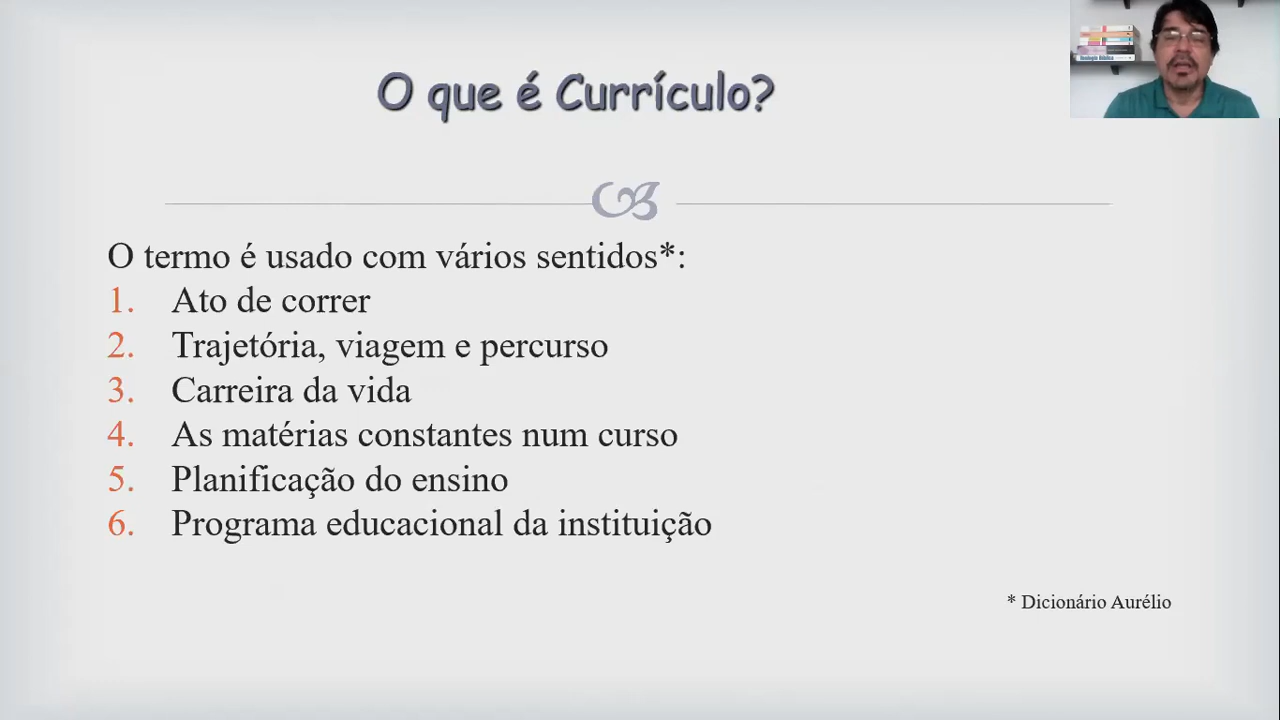 O que é Currículo?
O termo é usado com vários sentidos*:
1. Ato de correr
2. Trajetória, viagem e percurso
3. Carreira da vida
4. As matérias constantes num curso
5. Planificação do ensino
6. Programa educacional da instituição
* Dicionário Aurélio